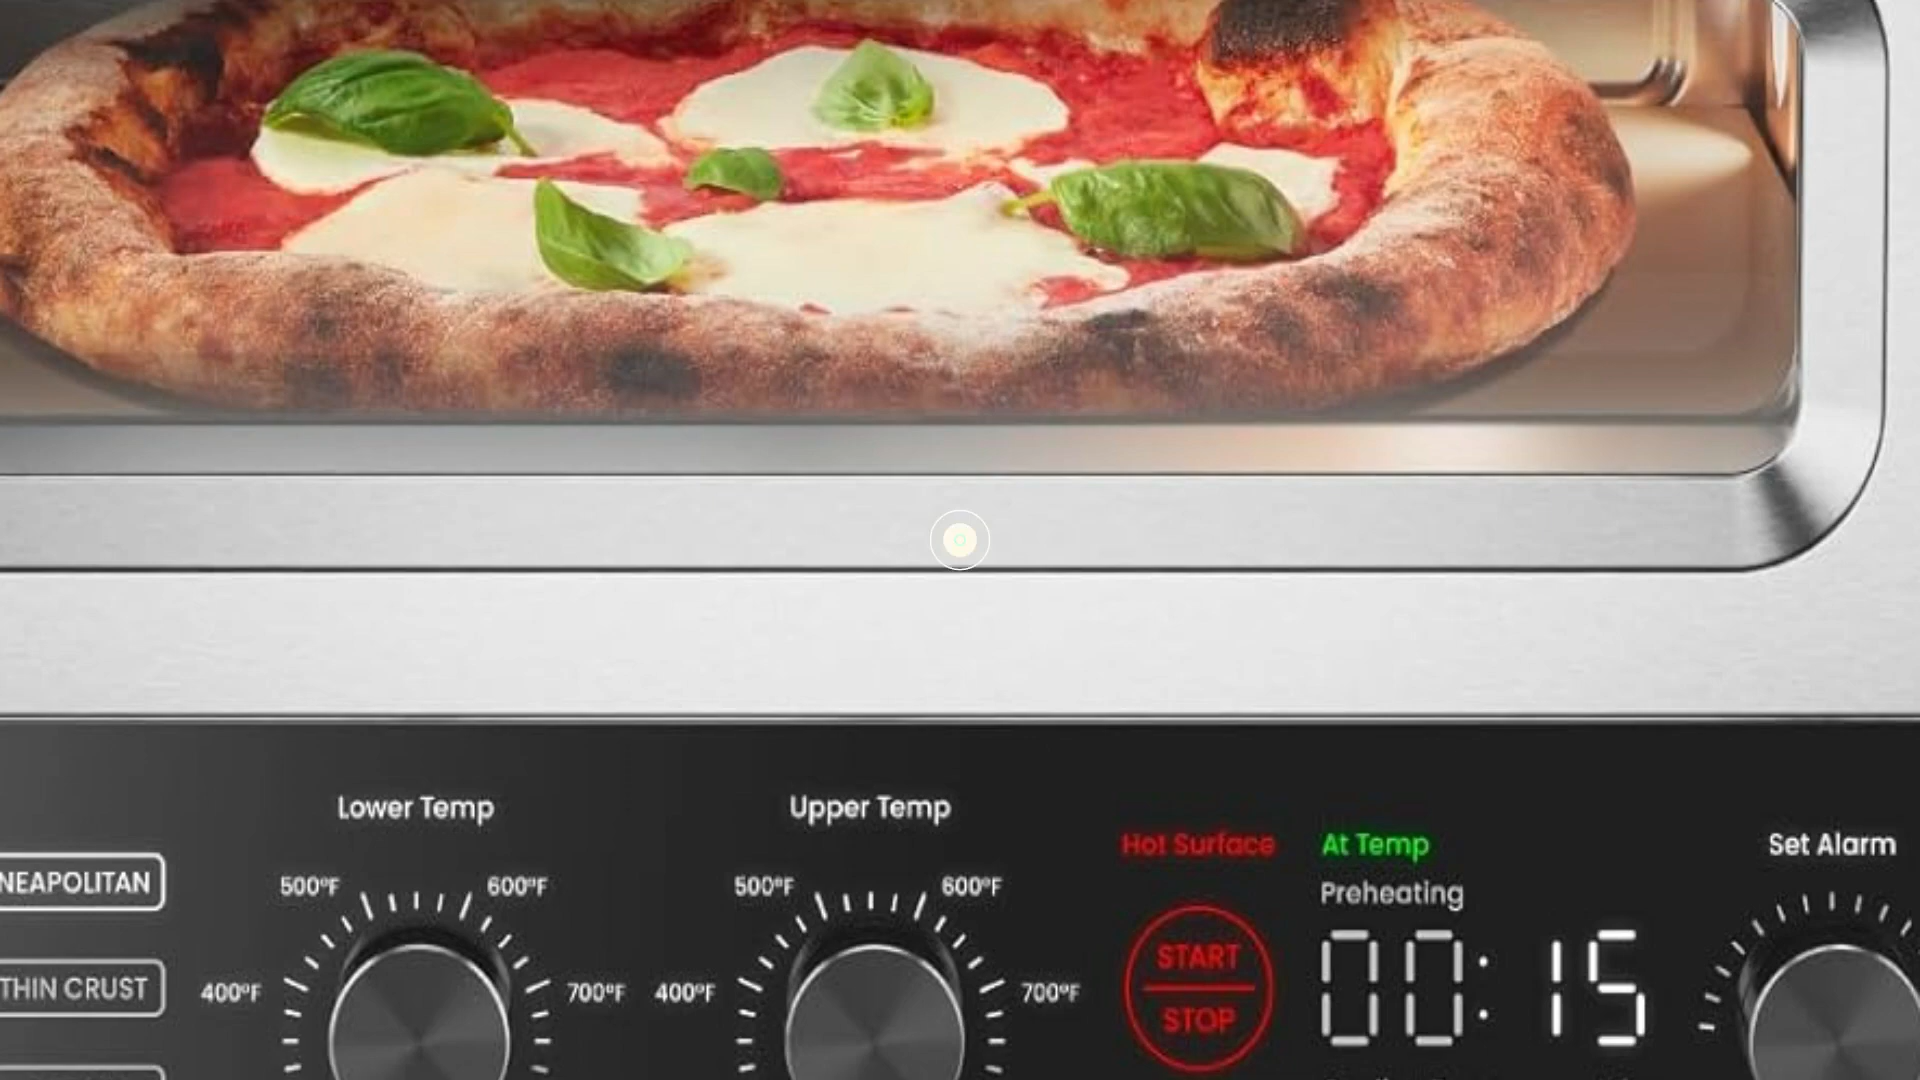 Lower Temp
Upper Temp
Hot Surface
At Temp
Set Alarm
NEAPOLITAN
500°F
600°F
500°F
600°F
Preheating
THIN CRUST
400°F
700°F
400°F
700°F
START
STOP
00:15